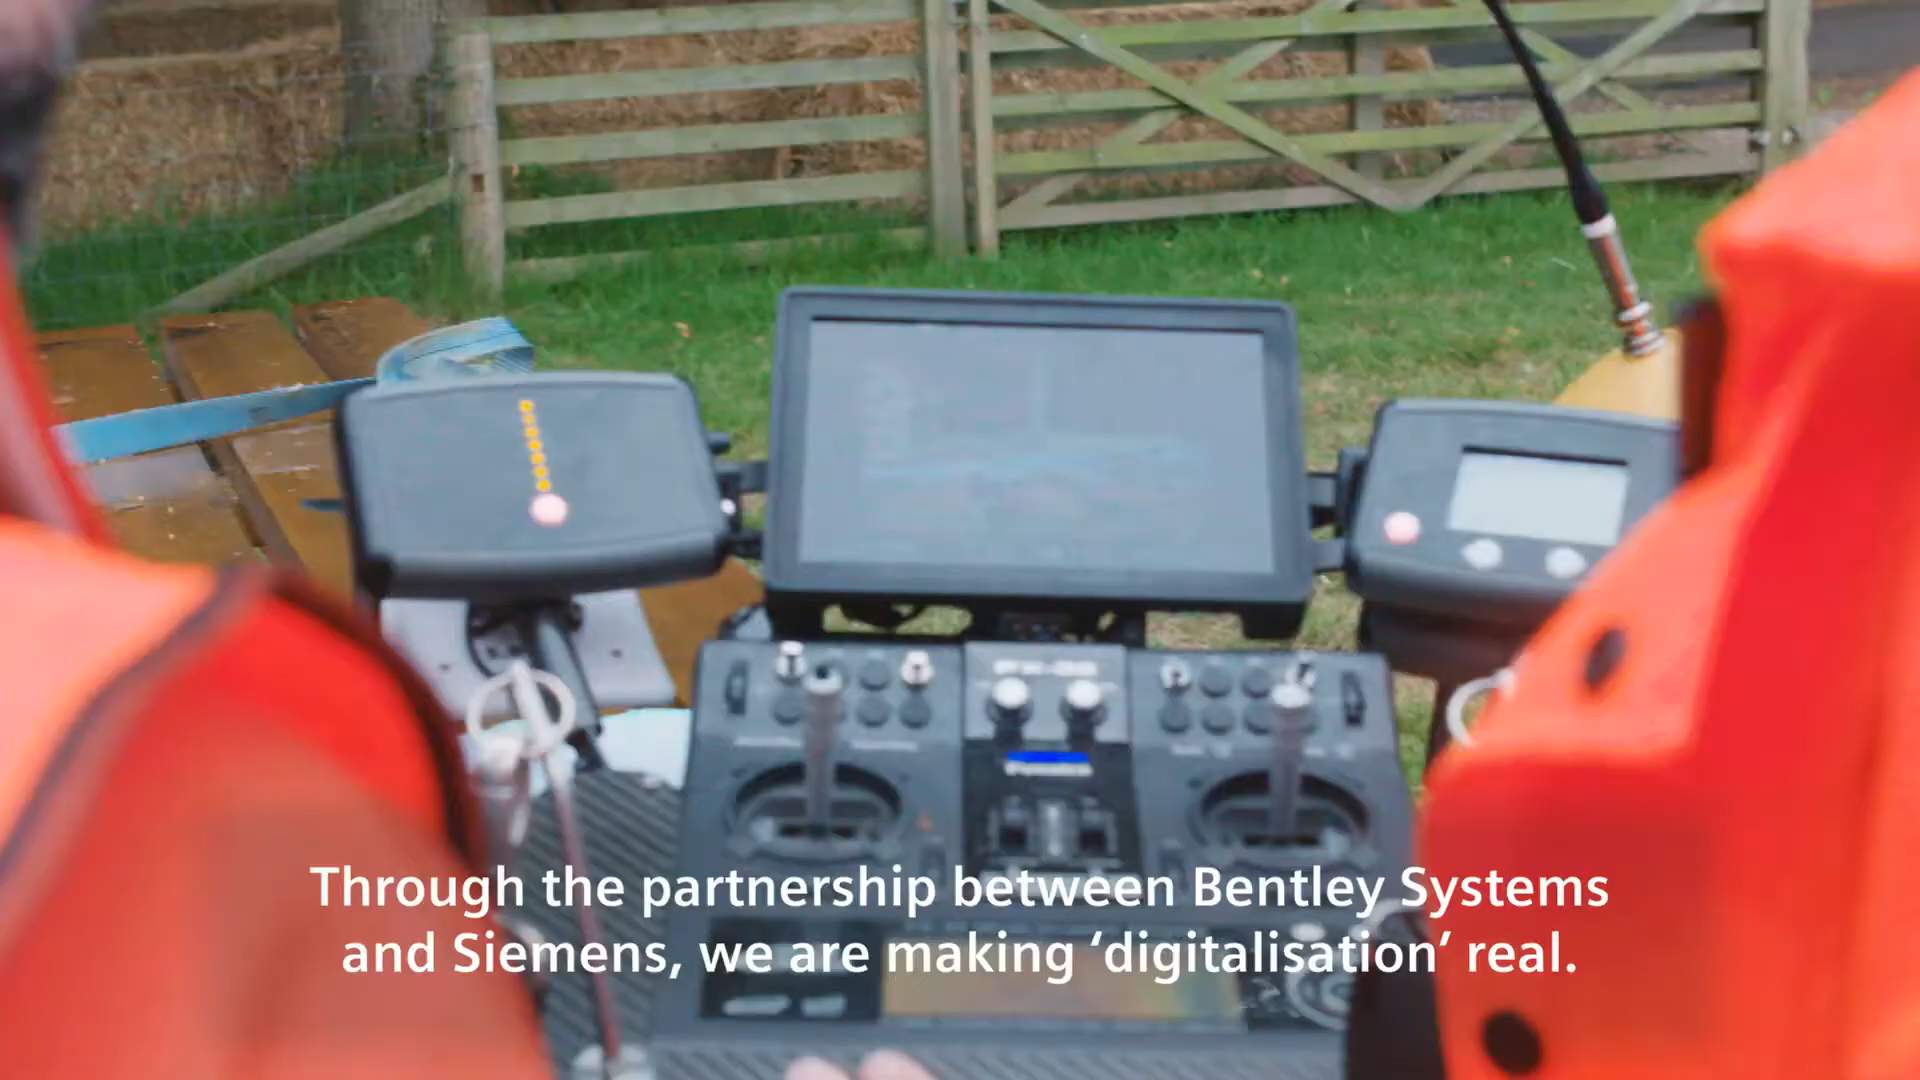 Through the partnership between Bentley Systems
and Siemens, we are making ‘digitalisation’ real.